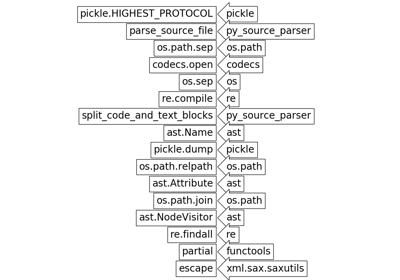 pickle.HIGHEST_PROTOCOL pickle
parse_source_file py_source_parser
os.path.sep os.path
codecs.open codecs
os.sep os
re.compile re
split_code_and_text_blocks py_source_parser
ast.Name ast
pickle.dump pickle
os.path.relpath os.path
ast.Attribute ast
os.path.join os.path
ast.NodeVisitor ast
re.findall re
partial functools
escape xml.sax.saxutils